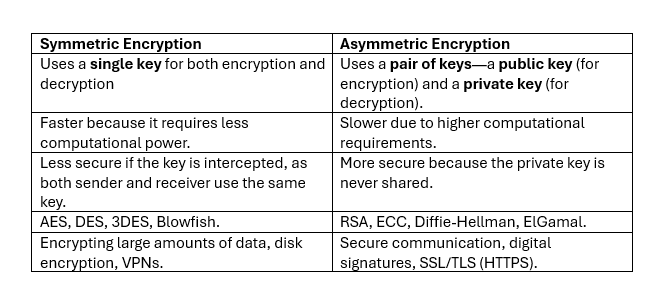 Symmetric Encryption
Asymmetric Encryption
Uses a single key for both encryption and
decryption
Uses a pair of keys—a public key (for
encryption) and a private key (for
decryption).
Faster because it requires less
computational power.
Slower due to higher computational
requirements.
Less secure if the key is intercepted, as
both sender and receiver use the same
key.
More secure because the private key is
never shared.
AES, DES, 3DES, Blowfish.
RSA, ECC, Diffie-Hellman, ElGamal.
Encrypting large amounts of data, disk
encryption, VPNs.
Secure communication, digital
signatures, SSL/TLS (HTTPS).